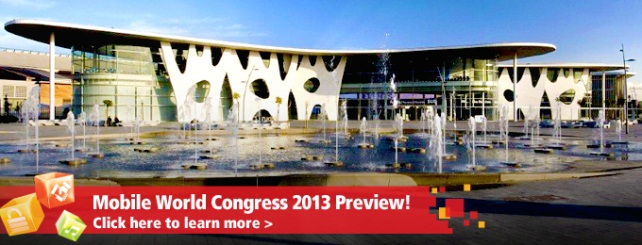 Mobile World Congress 2013 Preview!
Click here to learn more >